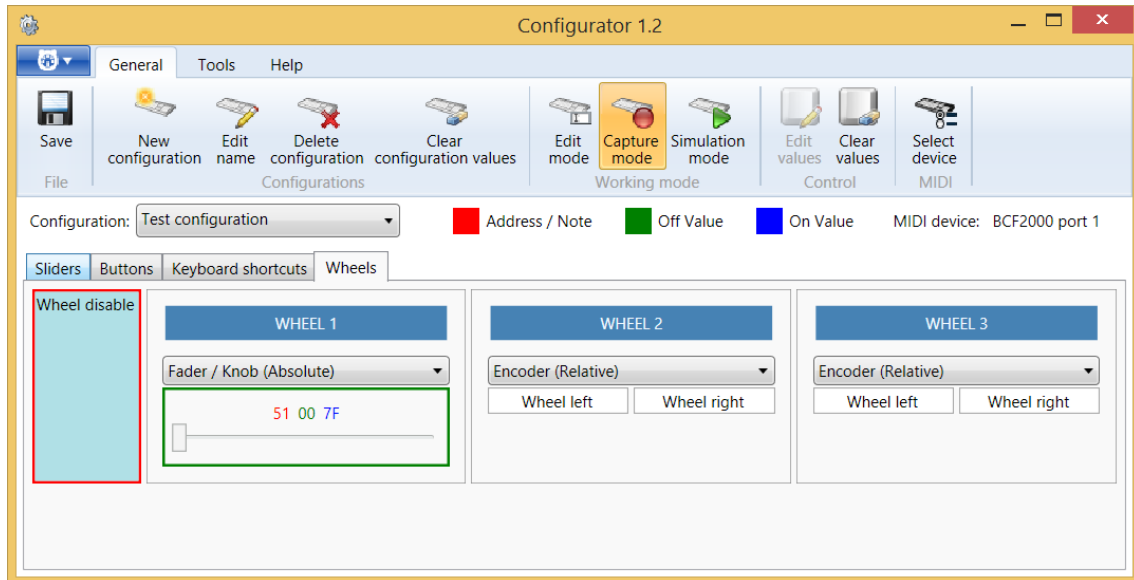 Configurator 1.2
General Tools Help
Save
New configuration
Edit name
Delete configuration
Clear configuration values
Edit mode
Capture mode
Simulation mode
Edit values
Clear values
Select device
File Configurations Working mode Control MIDI
Configuration: Test configuration Address / Note Off Value On Value MIDI device: BCF2000 port 1
Sliders Buttons Keyboard shortcuts Wheels
Wheel disable
WHEEL 1
Fader / Knob (Absolute)
51 00 7F
WHEEL 2
Encoder (Relative)
Wheel left Wheel right
WHEEL 3
Encoder (Relative)
Wheel left Wheel right